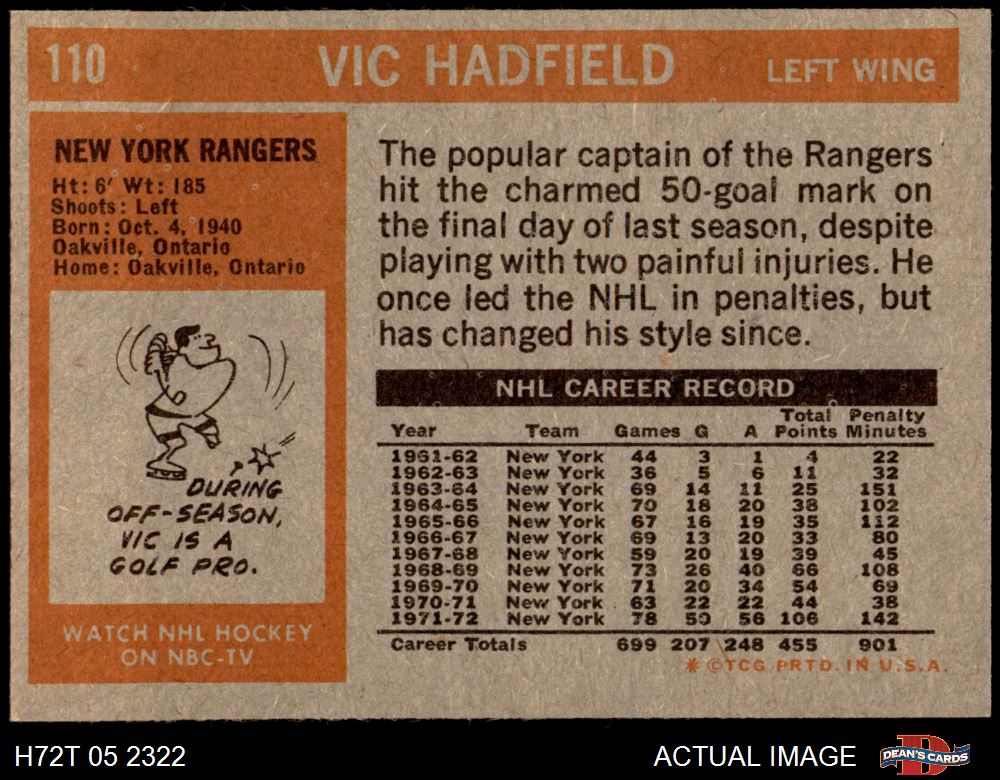 110 VIC HADFIELD LEFT WING
NEW YORK RANGERS
Ht: 6' Wt: 185
Shoots: Left
Born: Oct. 4, 1940
Oakville, Ontario
Home: Oakville, Ontario
DURING
OFF-SEASON,
VIC IS A
GOLF PRO.
WATCH NHL HOCKEY
ON NBC-TV
The popular captain of the Rangers
hit the charmed 50-goal mark on
the final day of last season, despite
playing with two painful injuries. He
once led the NHL in penalties, but
has changed his style since.
NHL CAREER RECORD
Total Penalty
Year Team Games G A Points Minutes
1961-62 New York 44 3 1 4 22
1962-63 New York 36 5 6 11 32
1963-64 New York 69 14 11 25 151
1964-65 New York 70 18 20 38 102
1965-66 New York 67 16 19 35 112
1966-67 New York 69 13 20 33 80
1967-68 New York 59 20 19 39 45
1968-69 New York 73 26 40 66 108
1969-70 New York 71 20 34 54 69
1970-71 New York 63 22 22 44 38
1971-72 New York 78 50 56 106 142
Career Totals 699 207 248 455 901
* © TCG PRTD. IN U.S.A.
H72T 05 2322 ACTUAL IMAGE DEAN'S CARDS